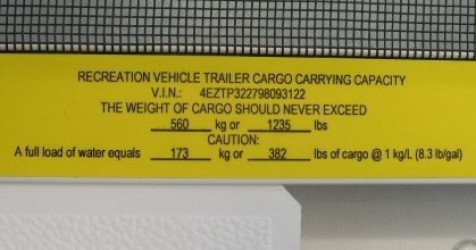 RECREATION VEHICLE TRAILER CARGO CARRYING CAPACITY
V.I.N.: 4EZTP322798093122
THE WEIGHT OF CARGO SHOULD NEVER EXCEED
560 kg or 1235 lbs
CAUTION:
A full load of water equals 173 kg or 382 lbs of cargo @ 1 kg/L (8.3 lb/gal)